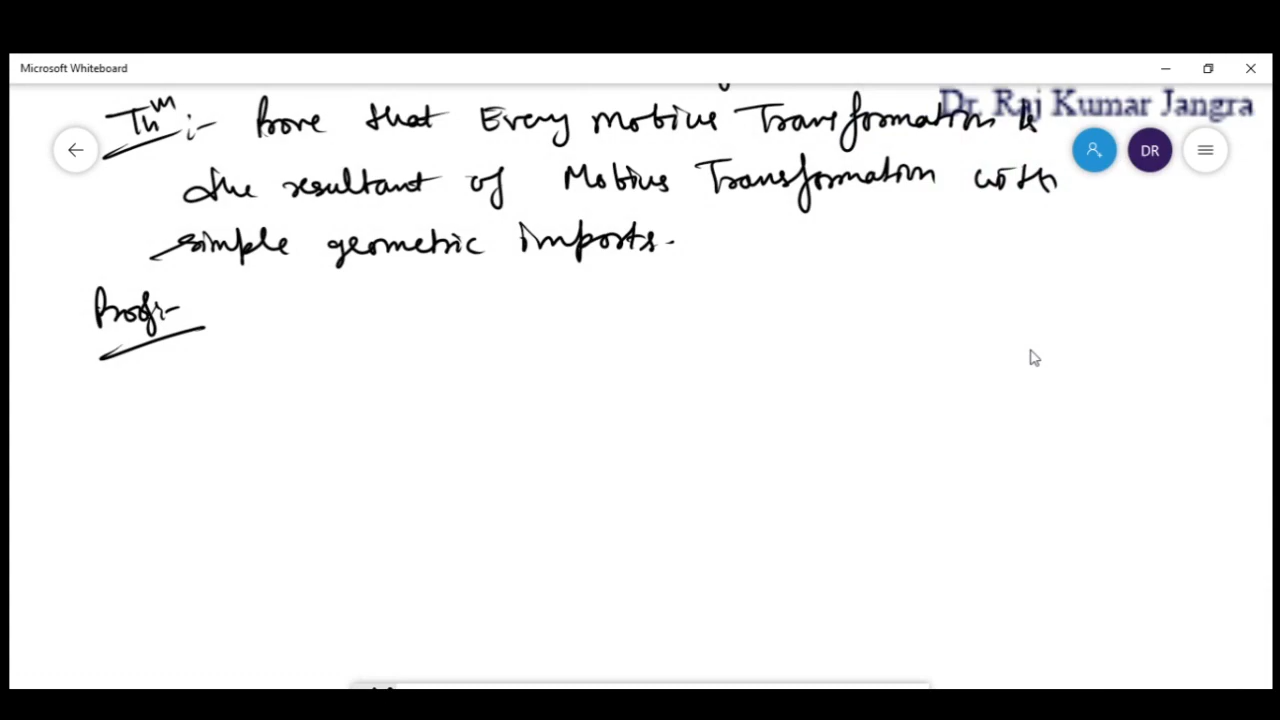 Microsoft Whiteboard
Dr. Raj Kumar Jangra
Thm :- Prove that Every Mobius Transformation is
the resultant of Mobius Transformation with
simple geometric imports.
DR
Proof:-